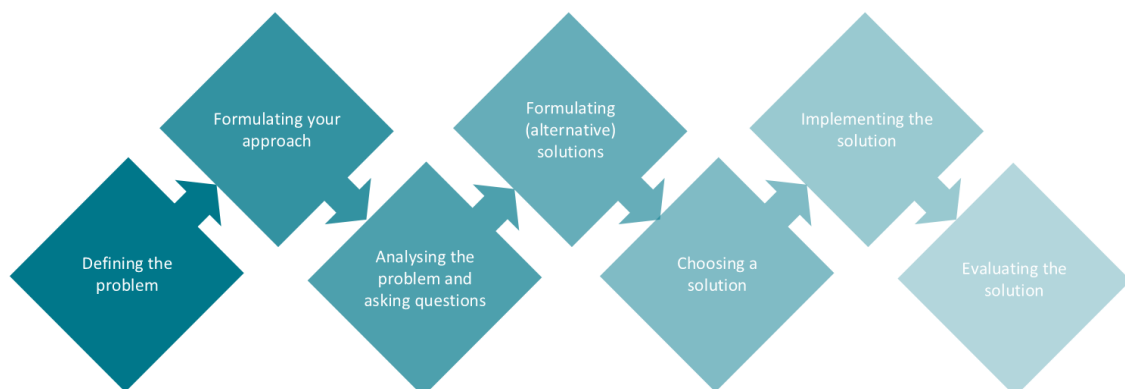 Defining the
problem
Formulating your
approach
Analysing the
problem and
asking questions
Formulating
(alternative)
solutions
Choosing a
solution
Implementing the
solution
Evaluating the
solution